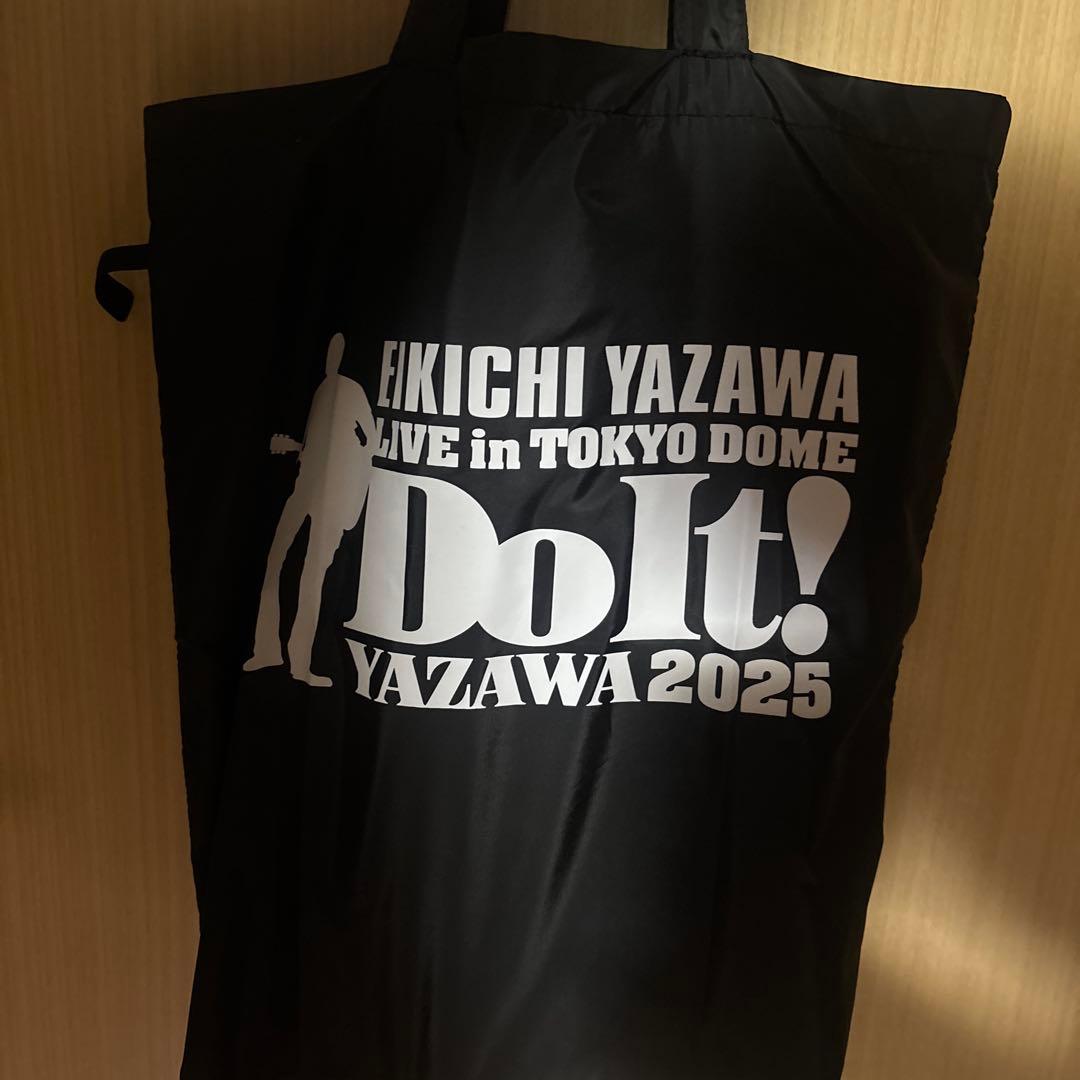 EIKICHI YAZAWA
LIVE in TOKYO DOME
Do It!
YAZAWA 2025